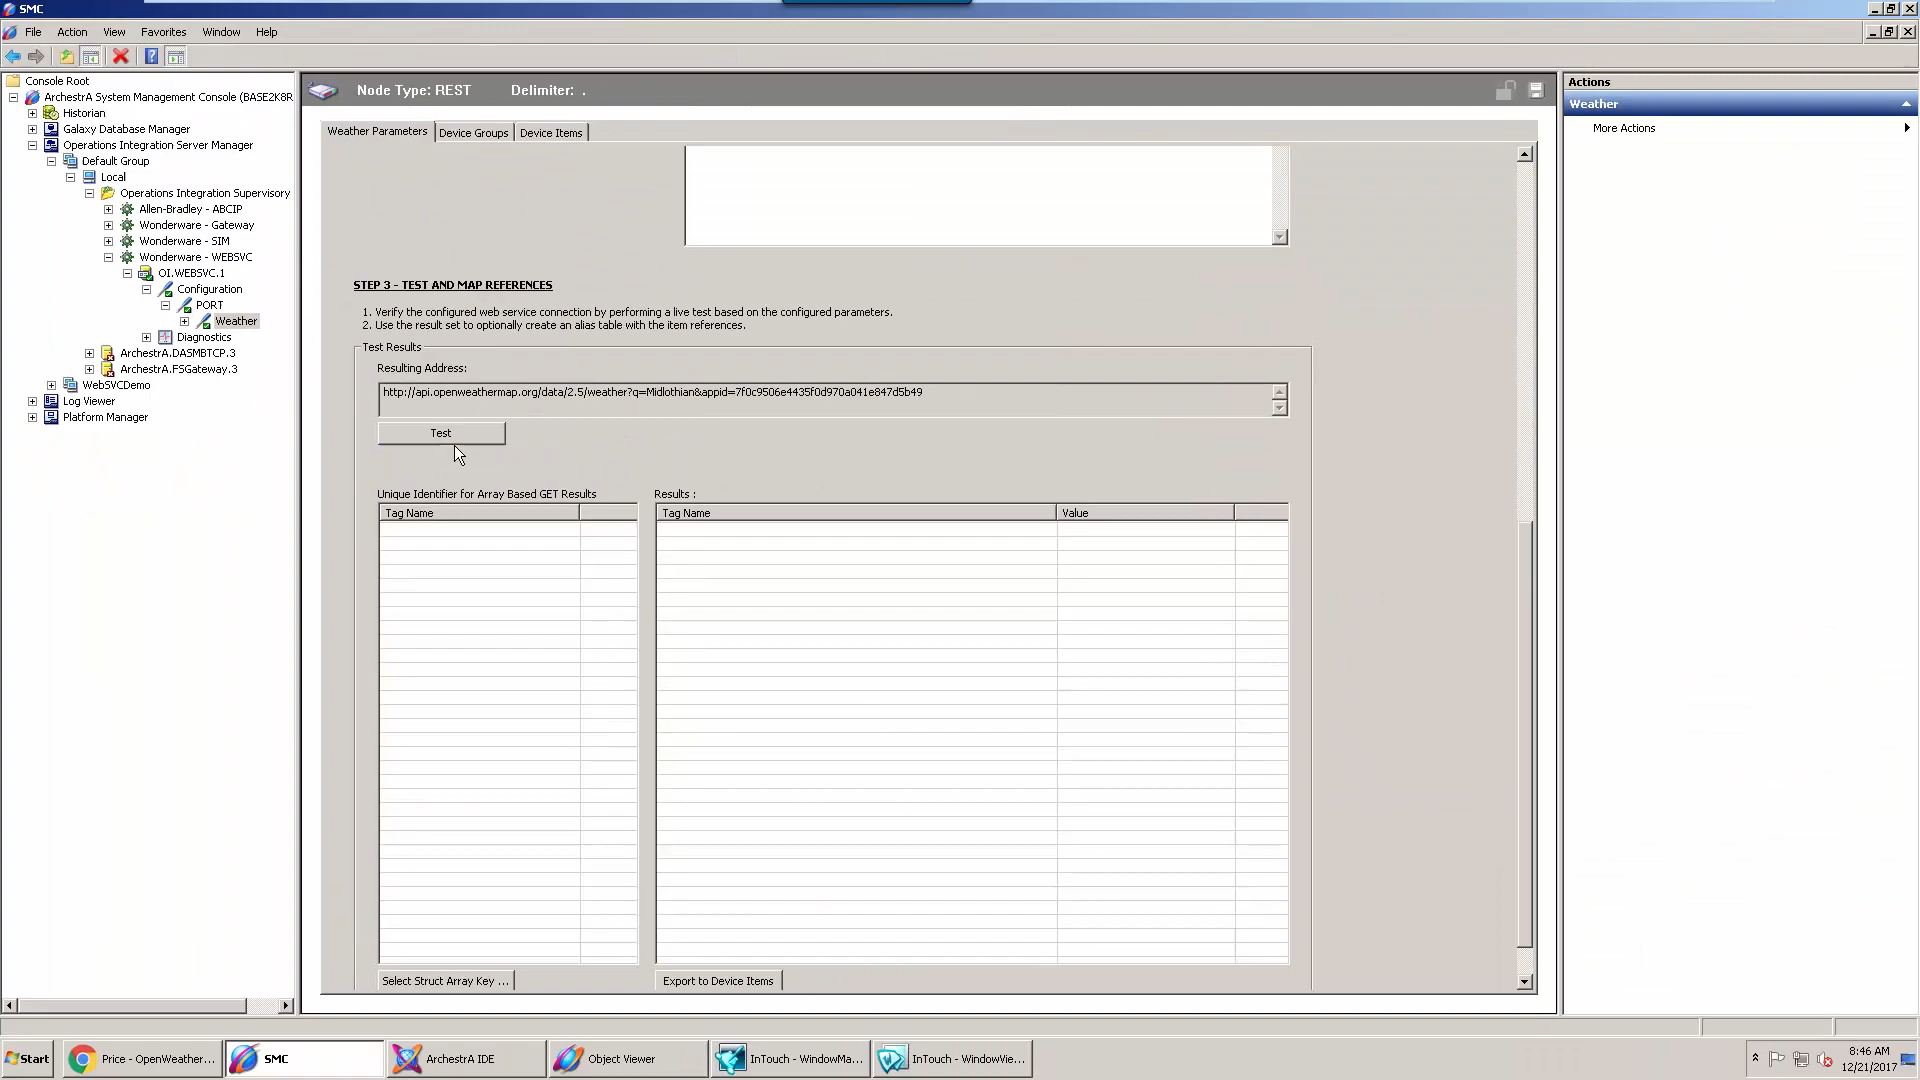 SMC
File Action View Favorites Window Help
Console Root
ArchestrA System Management Console (BASE2K8R
Historian
Galaxy Database Manager
Operations Integration Server Manager
Default Group
Local
Operations Integration Supervisory
Allen-Bradley - ABCIP
Wonderware - Gateway
Wonderware - SIM
Wonderware - WEBSVC
OI.WEBSVC.1
Configuration
PORT
Weather
Diagnostics
ArchestrA.DASMBTCP.3
ArchestrA.FSGateway.3
WebSVCDemo
Log Viewer
Platform Manager
Node Type: REST Delimiter: .
Weather Parameters Device Groups Device Items
STEP 3 - TEST AND MAP REFERENCES
1. Verify the configured web service connection by performing a live test based on the configured parameters.
2. Use the result set to optionally create an alias table with the item references.
Test Results
Resulting Address:
http://api.openweathermap.org/data/2.5/weather?q=Midlothian&appid=7f0c9506e4435f0d970a041e847d5b49
Test
Unique Identifier for Array Based GET Results
Results :
Tag Name
Tag Name Value
Select Struct Array Key ...
Export to Device Items
Actions
Weather
More Actions
Start
Price - OpenWeather...
SMC
ArchestrA IDE
Object Viewer
InTouch - WindowMa...
InTouch - WindowVie...
8:46 AM
12/21/2017